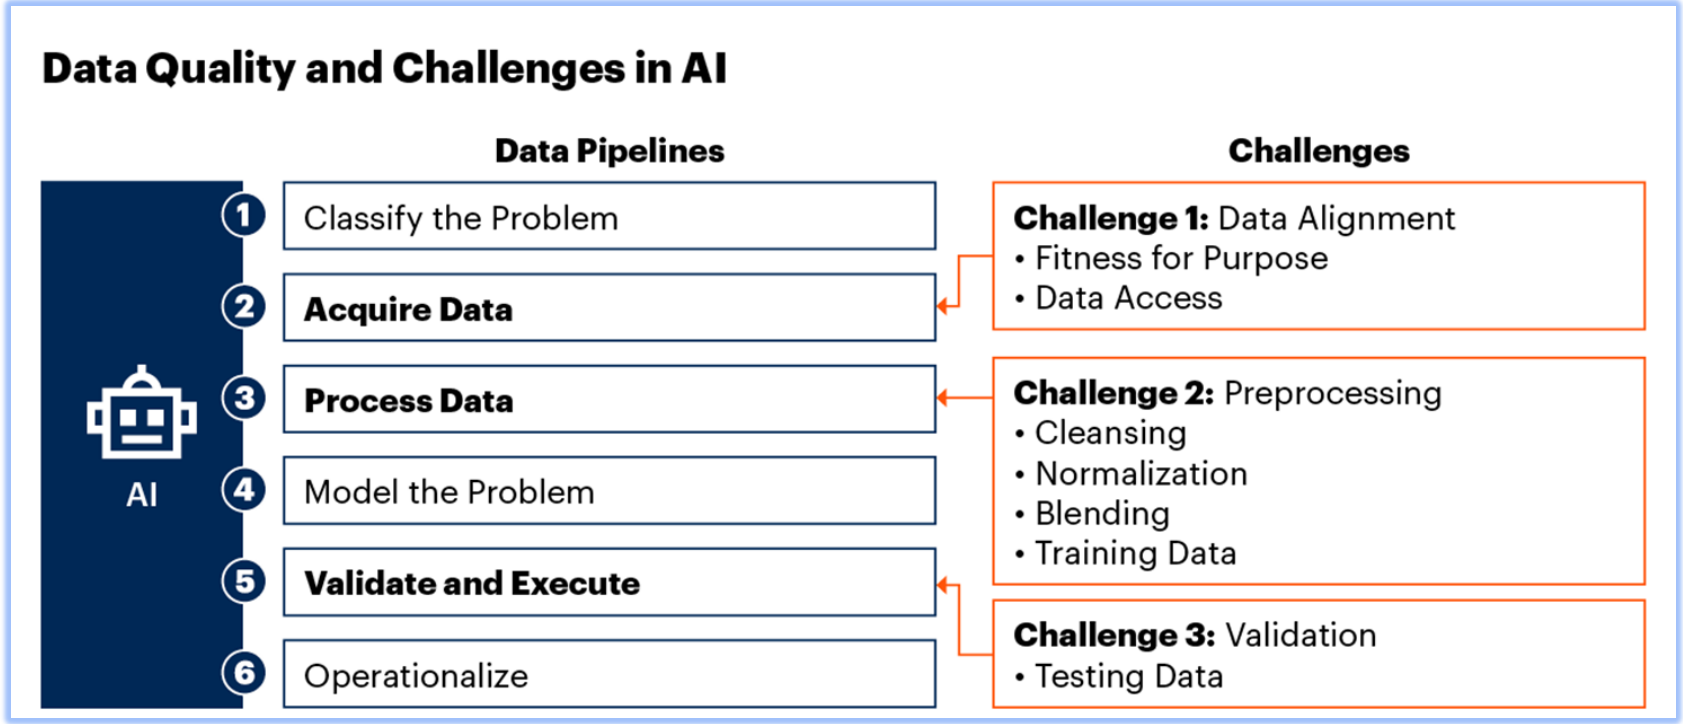 Data Quality and Challenges in AI
Data Pipelines
Challenges
AI
1
Classify the Problem
2
Acquire Data
3
Process Data
4
Model the Problem
5
Validate and Execute
6
Operationalize
Challenge 1: Data Alignment
• Fitness for Purpose
• Data Access
Challenge 2: Preprocessing
• Cleansing
• Normalization
• Blending
• Training Data
Challenge 3: Validation
• Testing Data